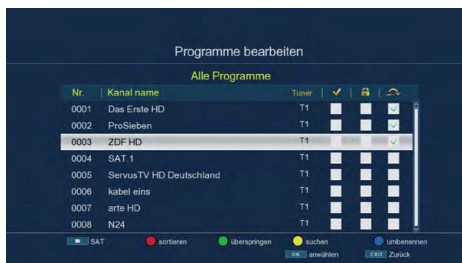 Programme bearbeiten
Alle Programme
Nr. | Kanal name Tuner | | |
0001 Das Erste HD T1
0002 ProSieben T1
0003 ZDF HD T1
0004 SAT.1 T1
0005 ServusTV HD Deutschland T1
0006 kabel eins T1
0007 arte HD T1
0008 N24 T1
SAT sortieren überspringen suchen umbenennen
OK anwählen EXIT Zurück